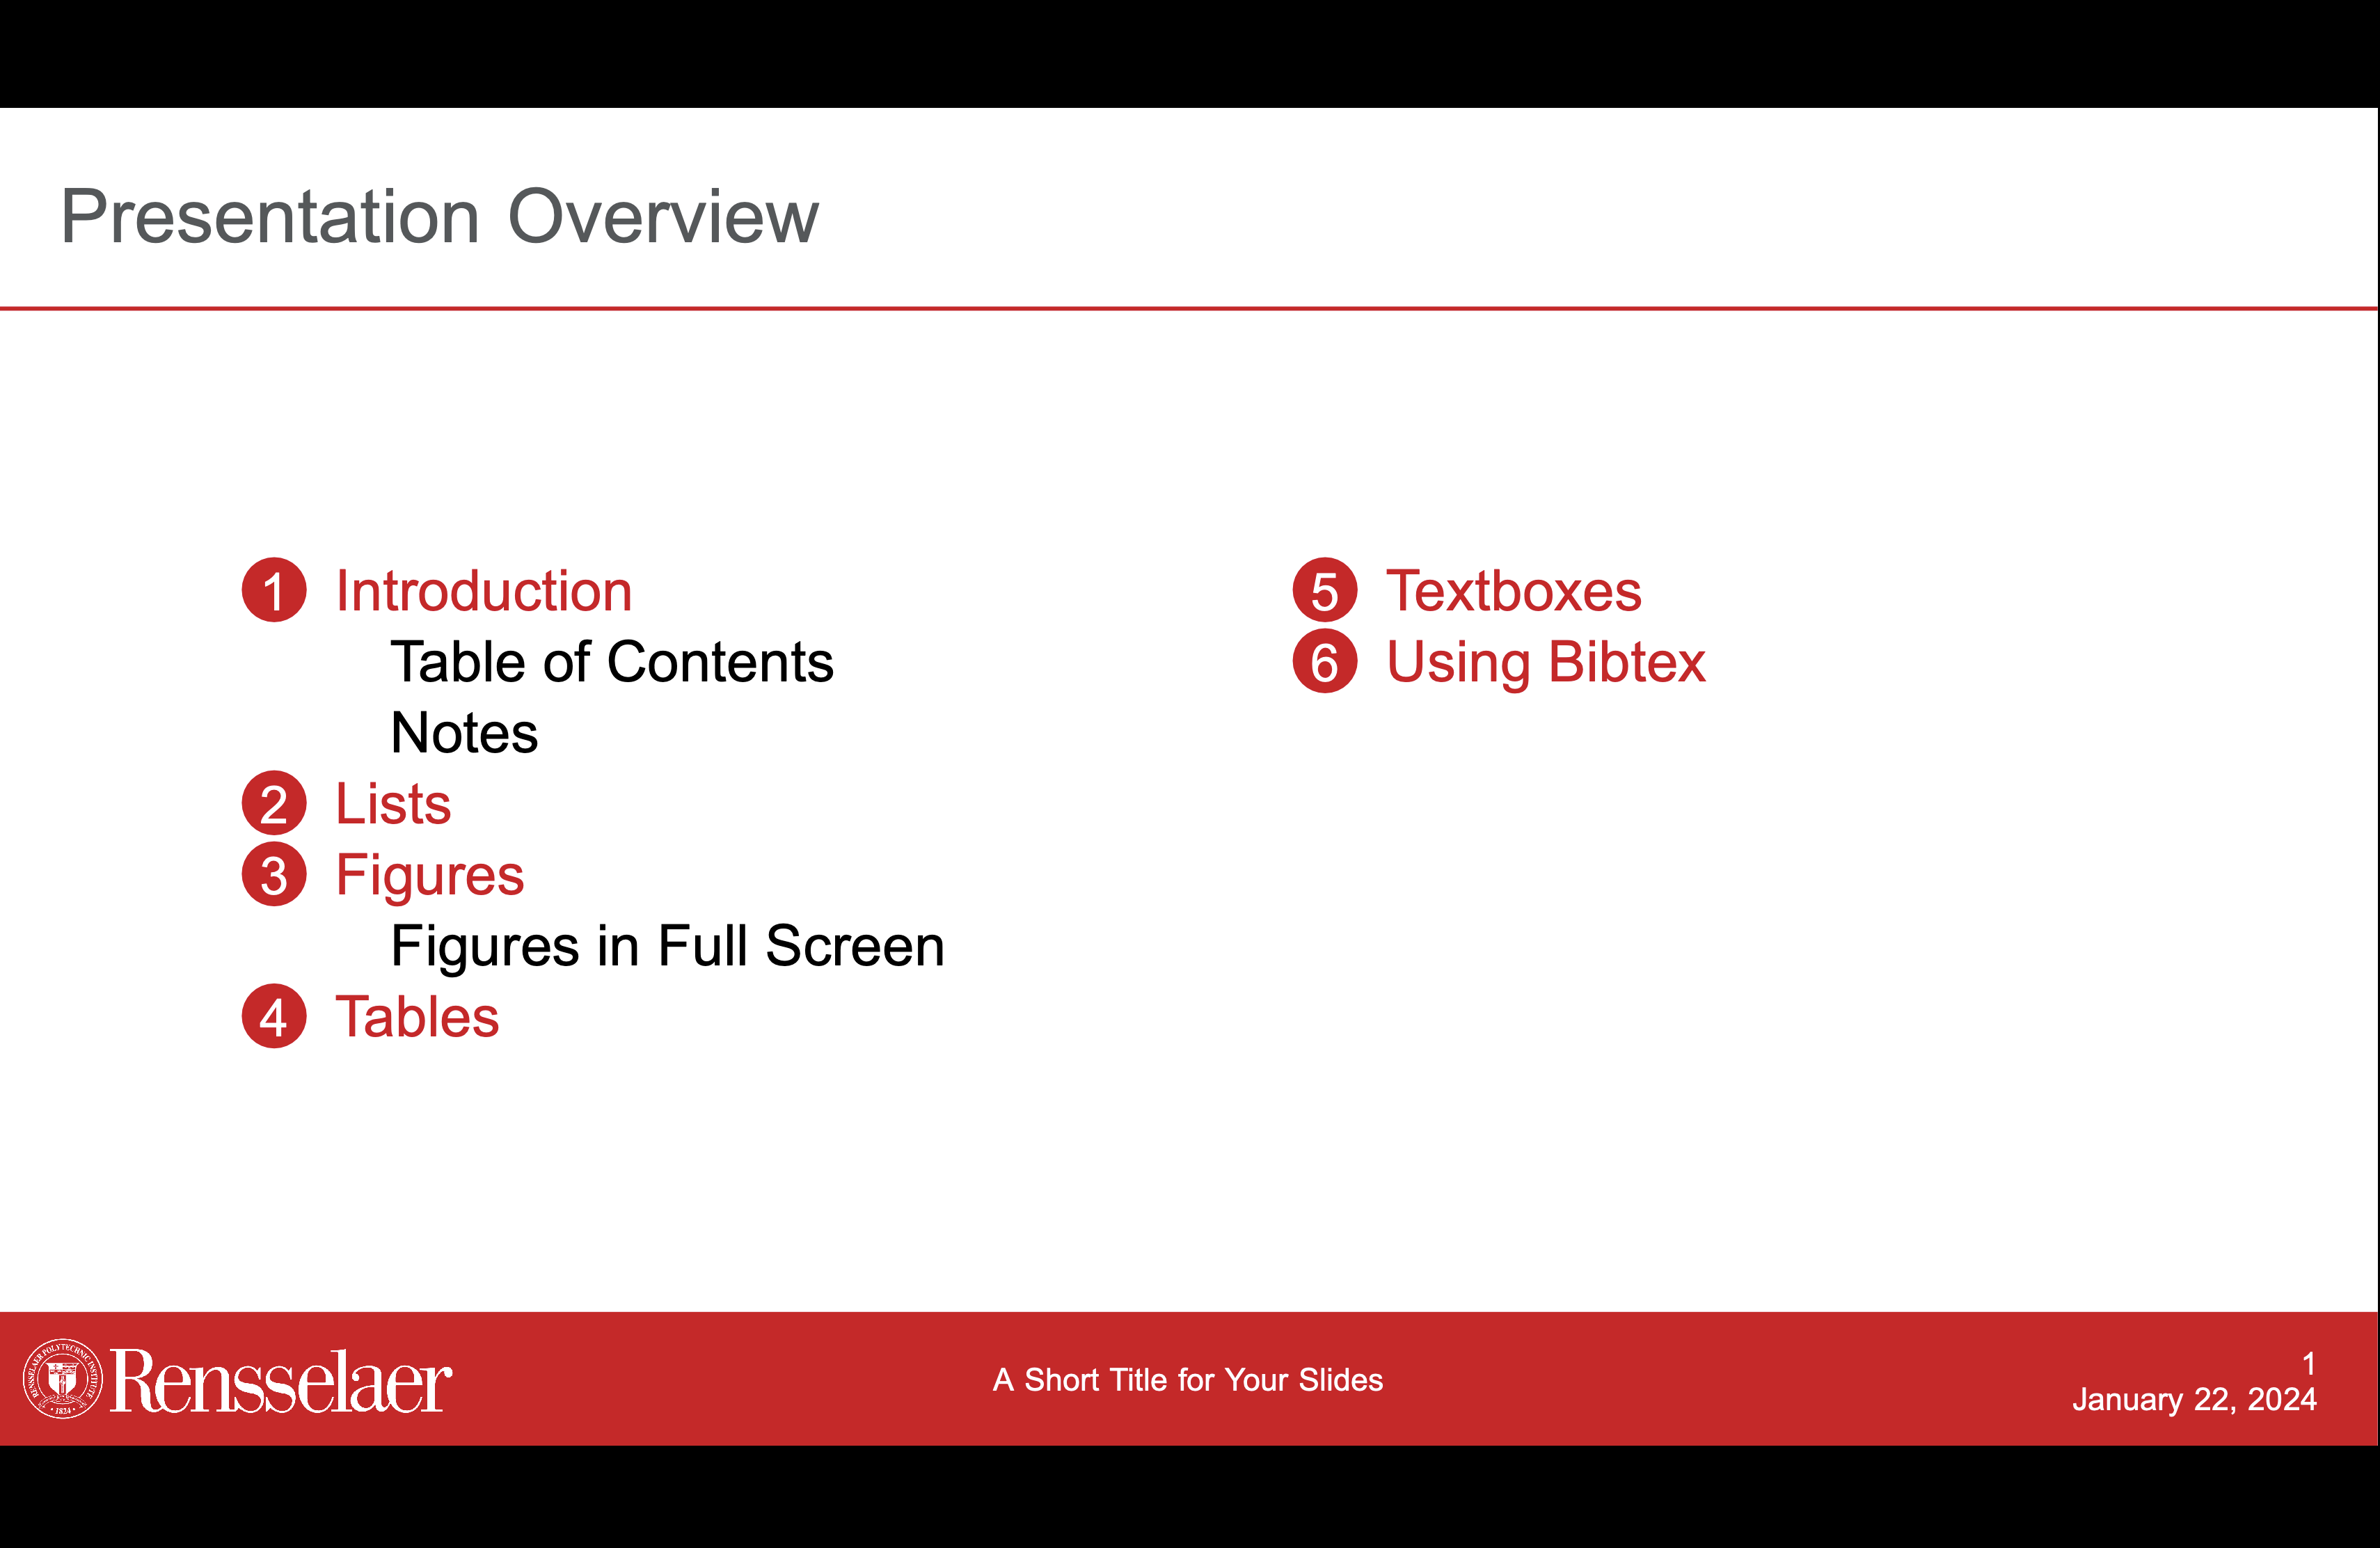 Presentation Overview
1 Introduction
Table of Contents
Notes
2 Lists
3 Figures
Figures in Full Screen
4 Tables
5 Textboxes
6 Using Bibtex
RENSSELAER POLYTECHNIC INSTITUTE
1824
Rensselaer
A Short Title for Your Slides
1
January 22, 2024